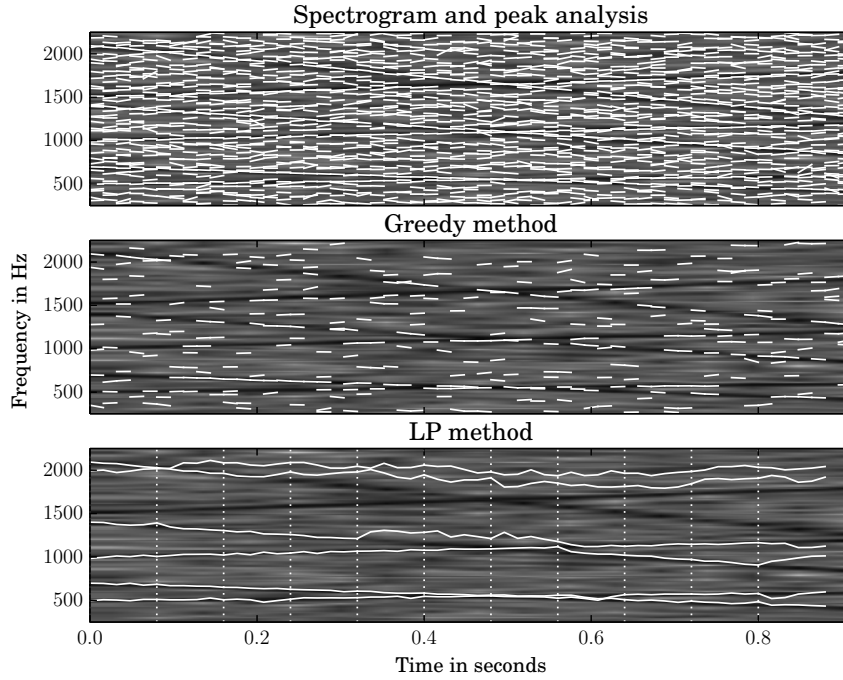 Spectrogram and peak analysis
2000
1500
1000
500
Greedy method
2000
1500
1000
500
Frequency in Hz
LP method
2000
1500
1000
500
0.0 0.2 0.4 0.6 0.8
Time in seconds